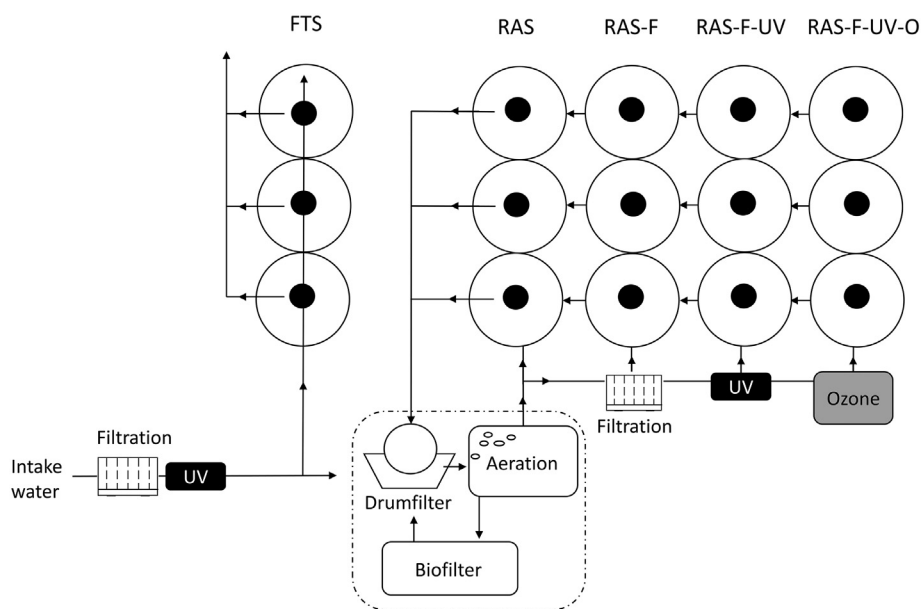 FTS
RAS
RAS-F
RAS-F-UV
RAS-F-UV-O
UV
Ozone
Filtration
Filtration
Intake
water
UV
Aeration
Drumfilter
Biofilter